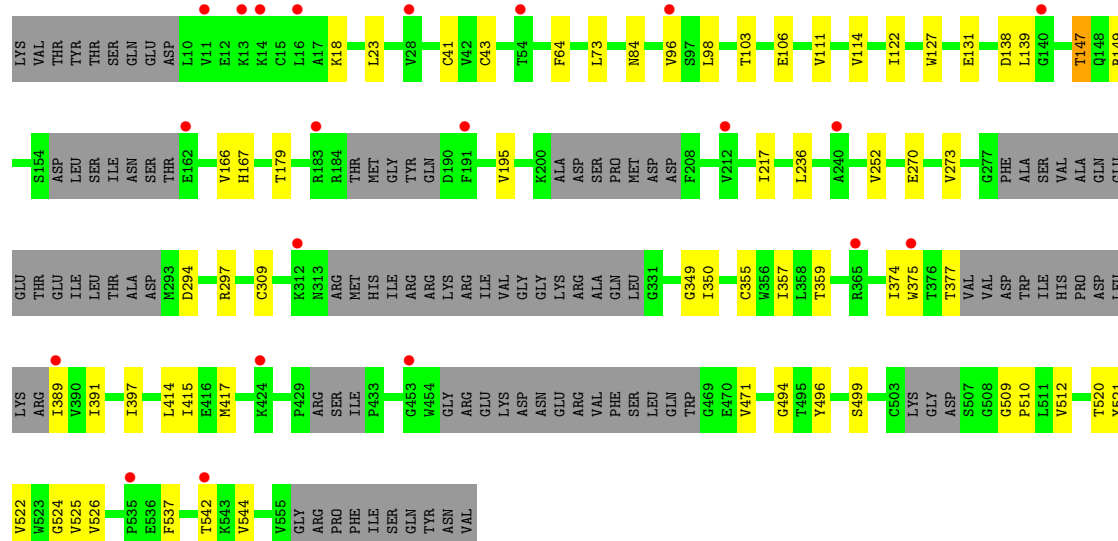 LYS VAL THR TYR THR SER GLN GLU ASP L10 V11 E12 K13 K14 C15 L16 A17 K18 L23 V28 C41 V42 C43 T54 F64 L73 N84 V96 S97 L98 T103 E106 V111 V114 I122 W127 E131 D138 L139 G140 T147 Q148 R149
S154 ASP LEU SER ILE ASN SER THR E162 V166 H167 T179 R183 R184 THR MET GLY TYR GLN D190 F191 V195 K200 ALA ASP SER PRO MET ASP ASP F208 V212 I217 L236 A240 V252 E270 V273 G277 PHE ALA SER VAL ALA GLN GLU
GLU THR GLU ILE LEU THR ALA ASP M293 D294 R297 C309 K312 N313 ARG MET HIS ILE ARG ARG LYS ARG ILE VAL GLY GLY LYS ARG ALA GLN LEU G331 G349 I350 C355 W356 I357 L358 T359 R365 I374 W375 T376 T377 VAL VAL ASP TRP ILE HIS PRO ASP LEU
LYS ARG I389 V390 I391 I397 L414 I415 E416 M417 K424 P429 ARG SER ILE P433 G453 W454 GLY ARG GLU LYS ASP ASN GLU ARG VAL PHE SER LEU GLN TRP G469 E470 V471 G494 T495 Y496 S499 C503 LYS GLY ASP S507 G508 G509 P510 L511 V512 T520
V522 W523 G524 V525 V526 P535 E536 F537 T542 K543 V544 V555 GLY ARG PRO PHE ILE SER GLN TYR ASN VAL